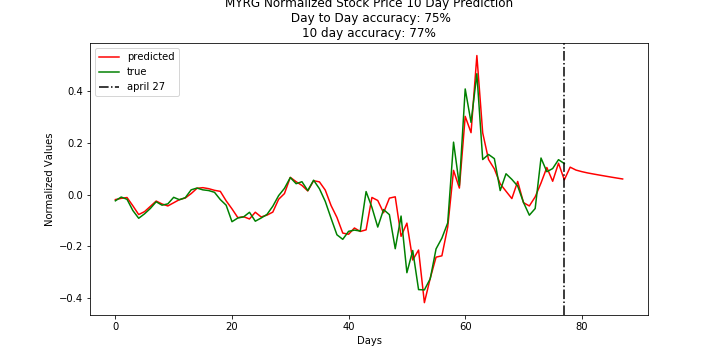 MYRG Normalized Stock Price 10 Day Prediction
Day to Day accuracy: 75%
10 day accuracy: 77%
predicted
true
april 27
Normalized Values
0.4
0.2
0.0
−0.2
−0.4
0
20
40
60
80
Days